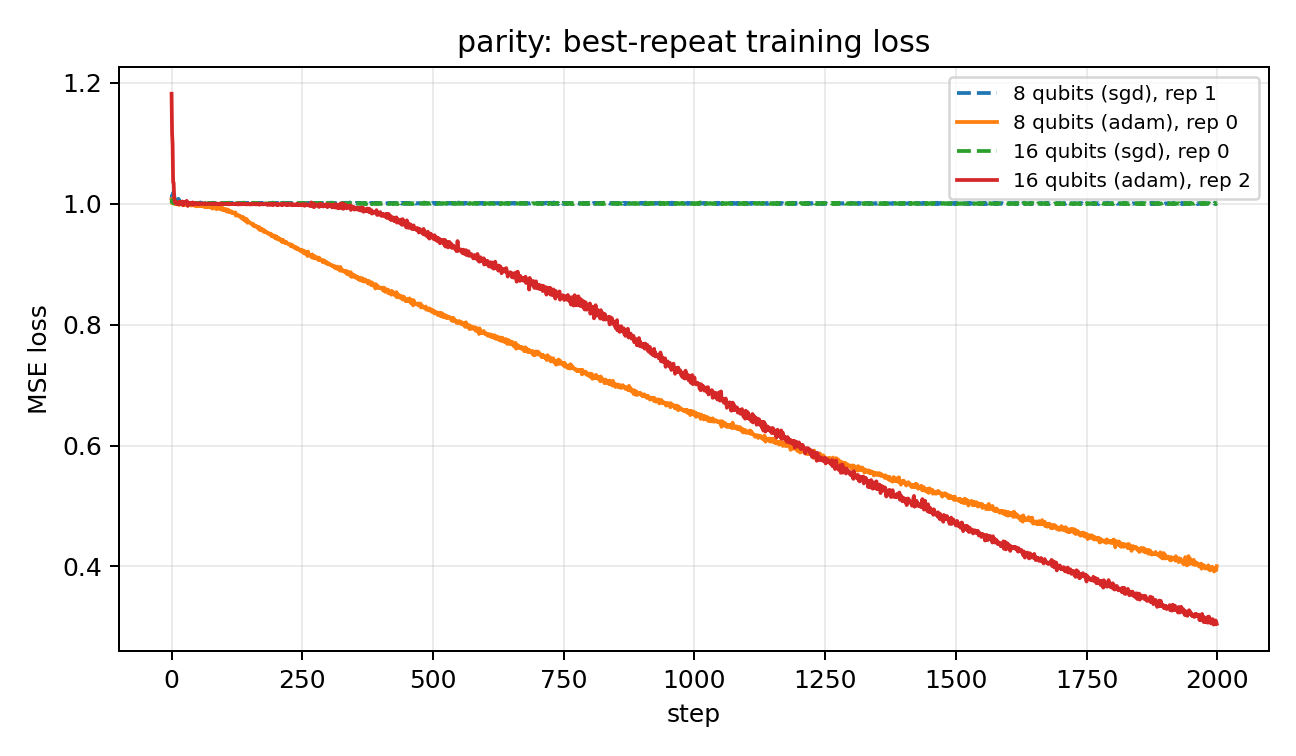 parity: best-repeat training loss
1.2
1.0
0.8
0.6
0.4
MSE loss
8 qubits (sgd), rep 1
8 qubits (adam), rep 0
16 qubits (sgd), rep 0
16 qubits (adam), rep 2
0 250 500 750 1000 1250 1500 1750 2000
step